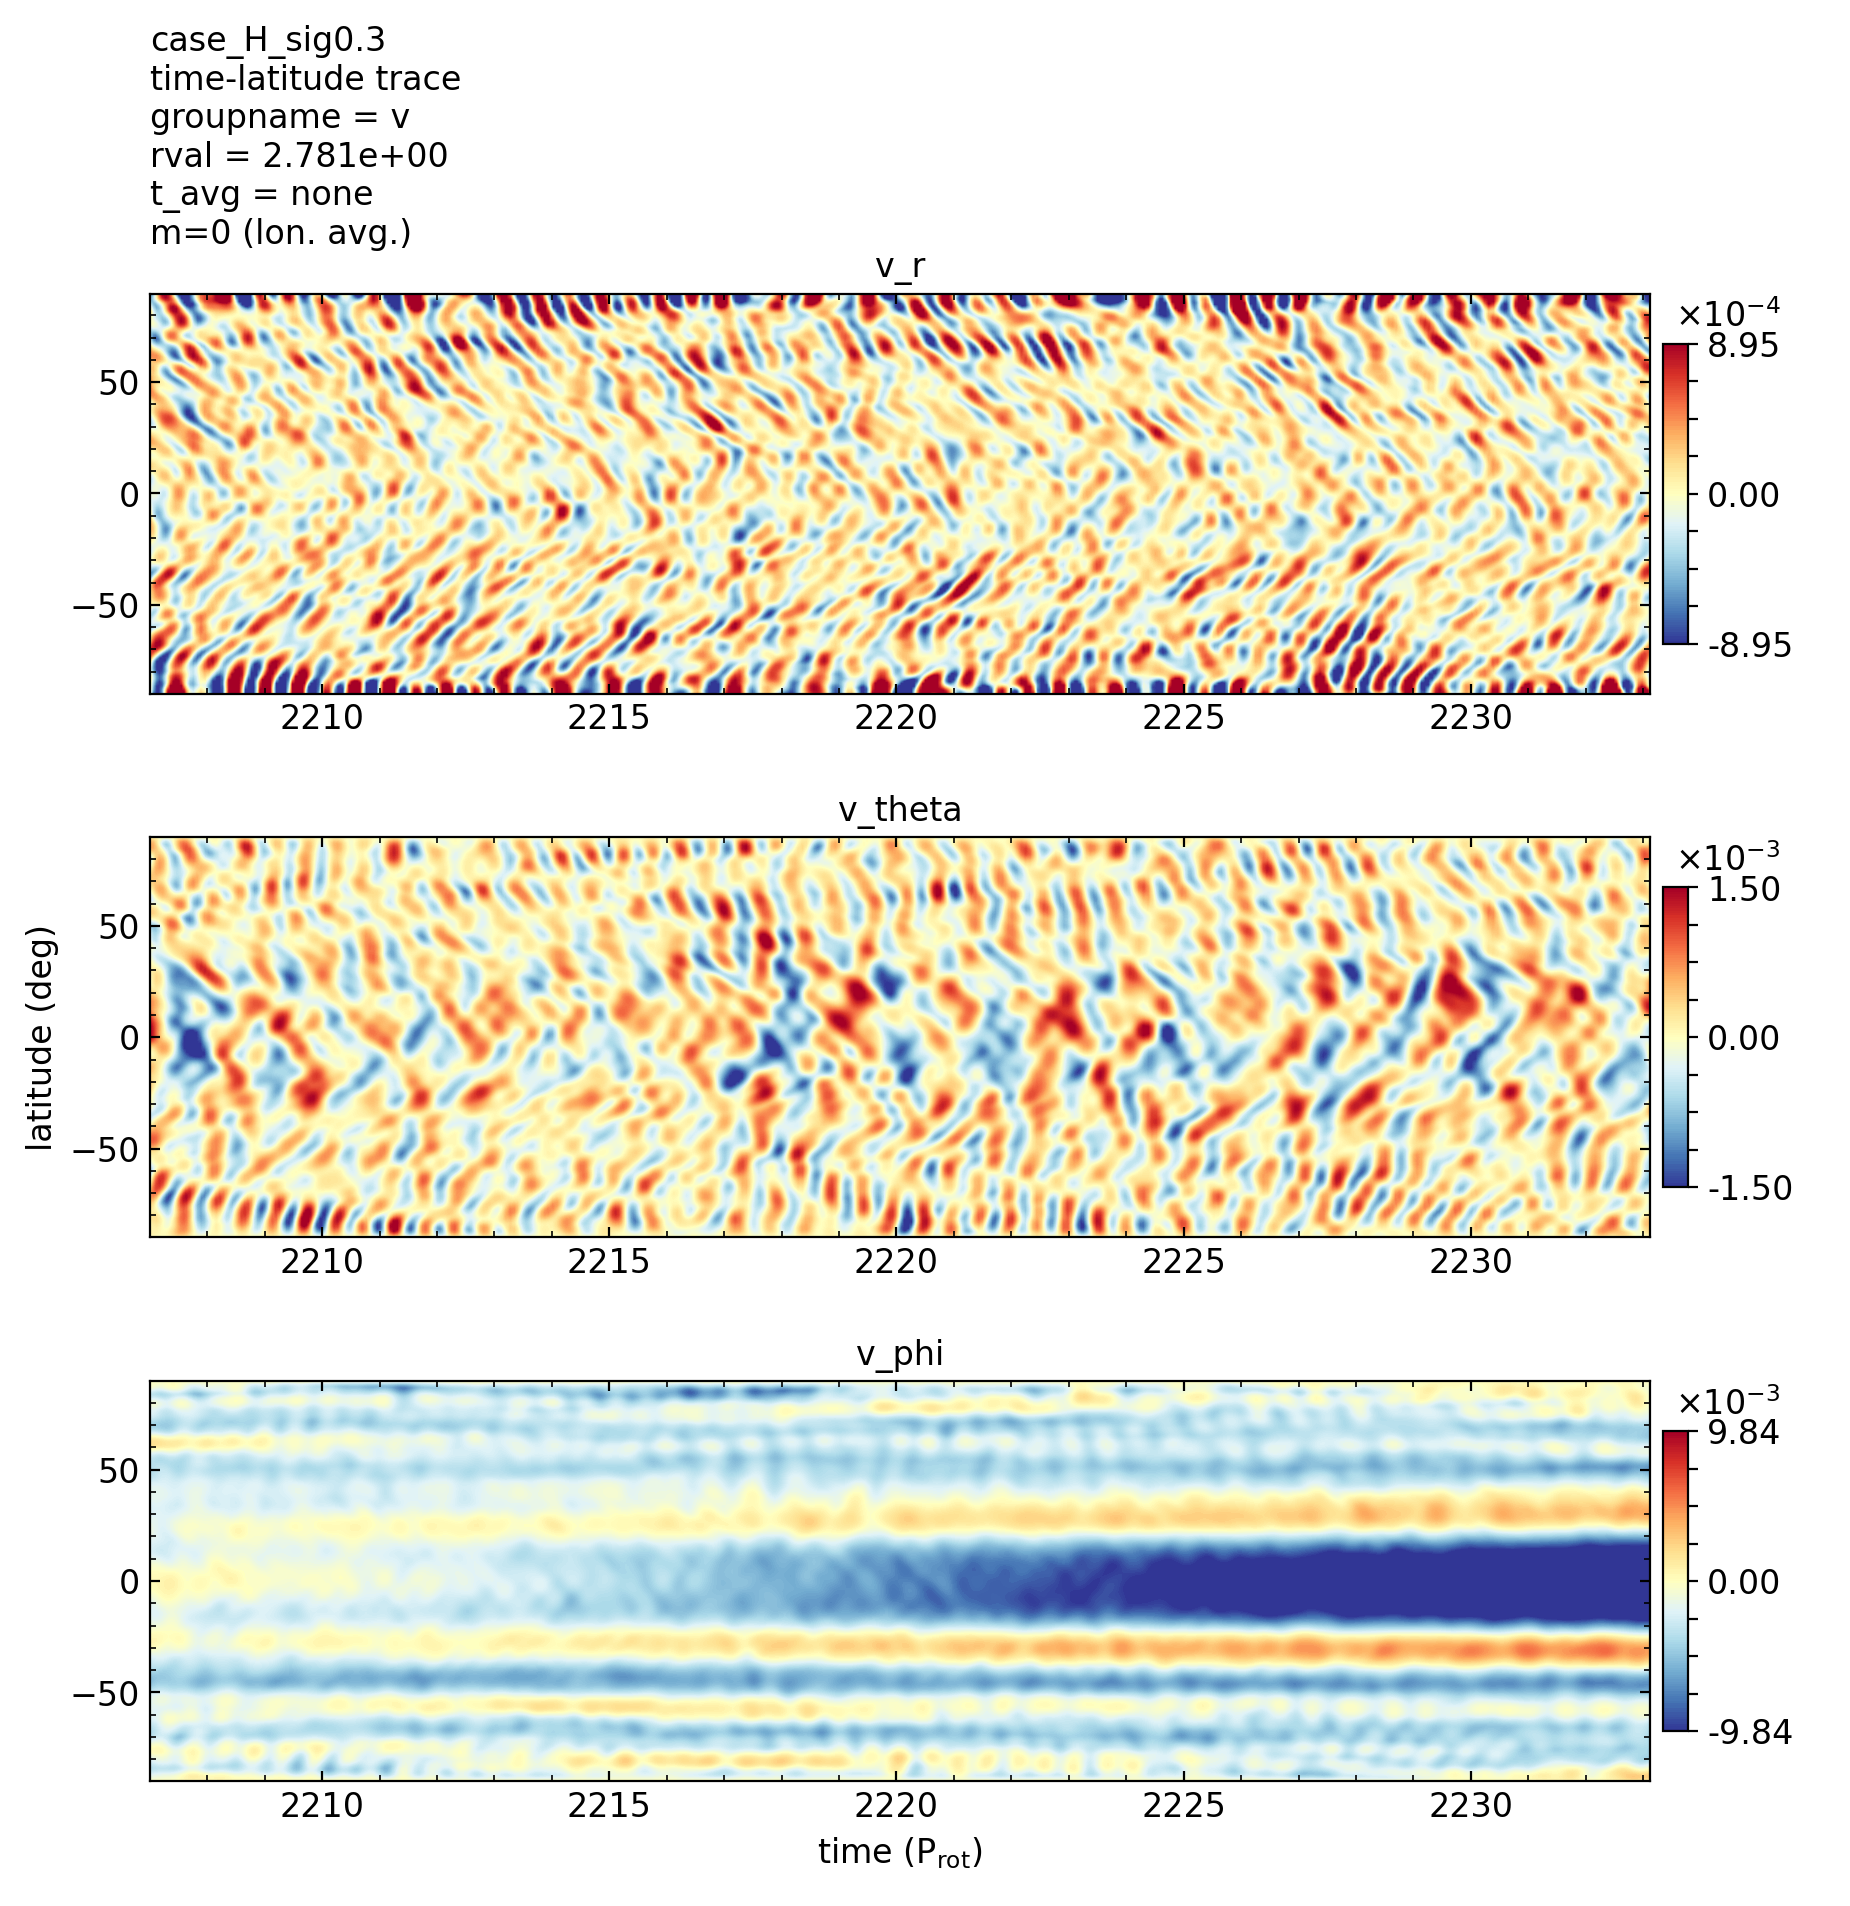 case_H_sig0.3
time-latitude trace
groupname = v
rval = 2.781e+00
t_avg = none
m=0 (lon. avg.)
v_r
×10⁻⁴
8.95
0.00
-8.95
50
0
−50
2210 2215 2220 2225 2230
v_theta
×10⁻³
1.50
0.00
-1.50
50
0
−50
latitude (deg)
2210 2215 2220 2225 2230
v_phi
×10⁻³
9.84
0.00
-9.84
50
0
−50
2210 2215 2220 2225 2230
time (P_rot)